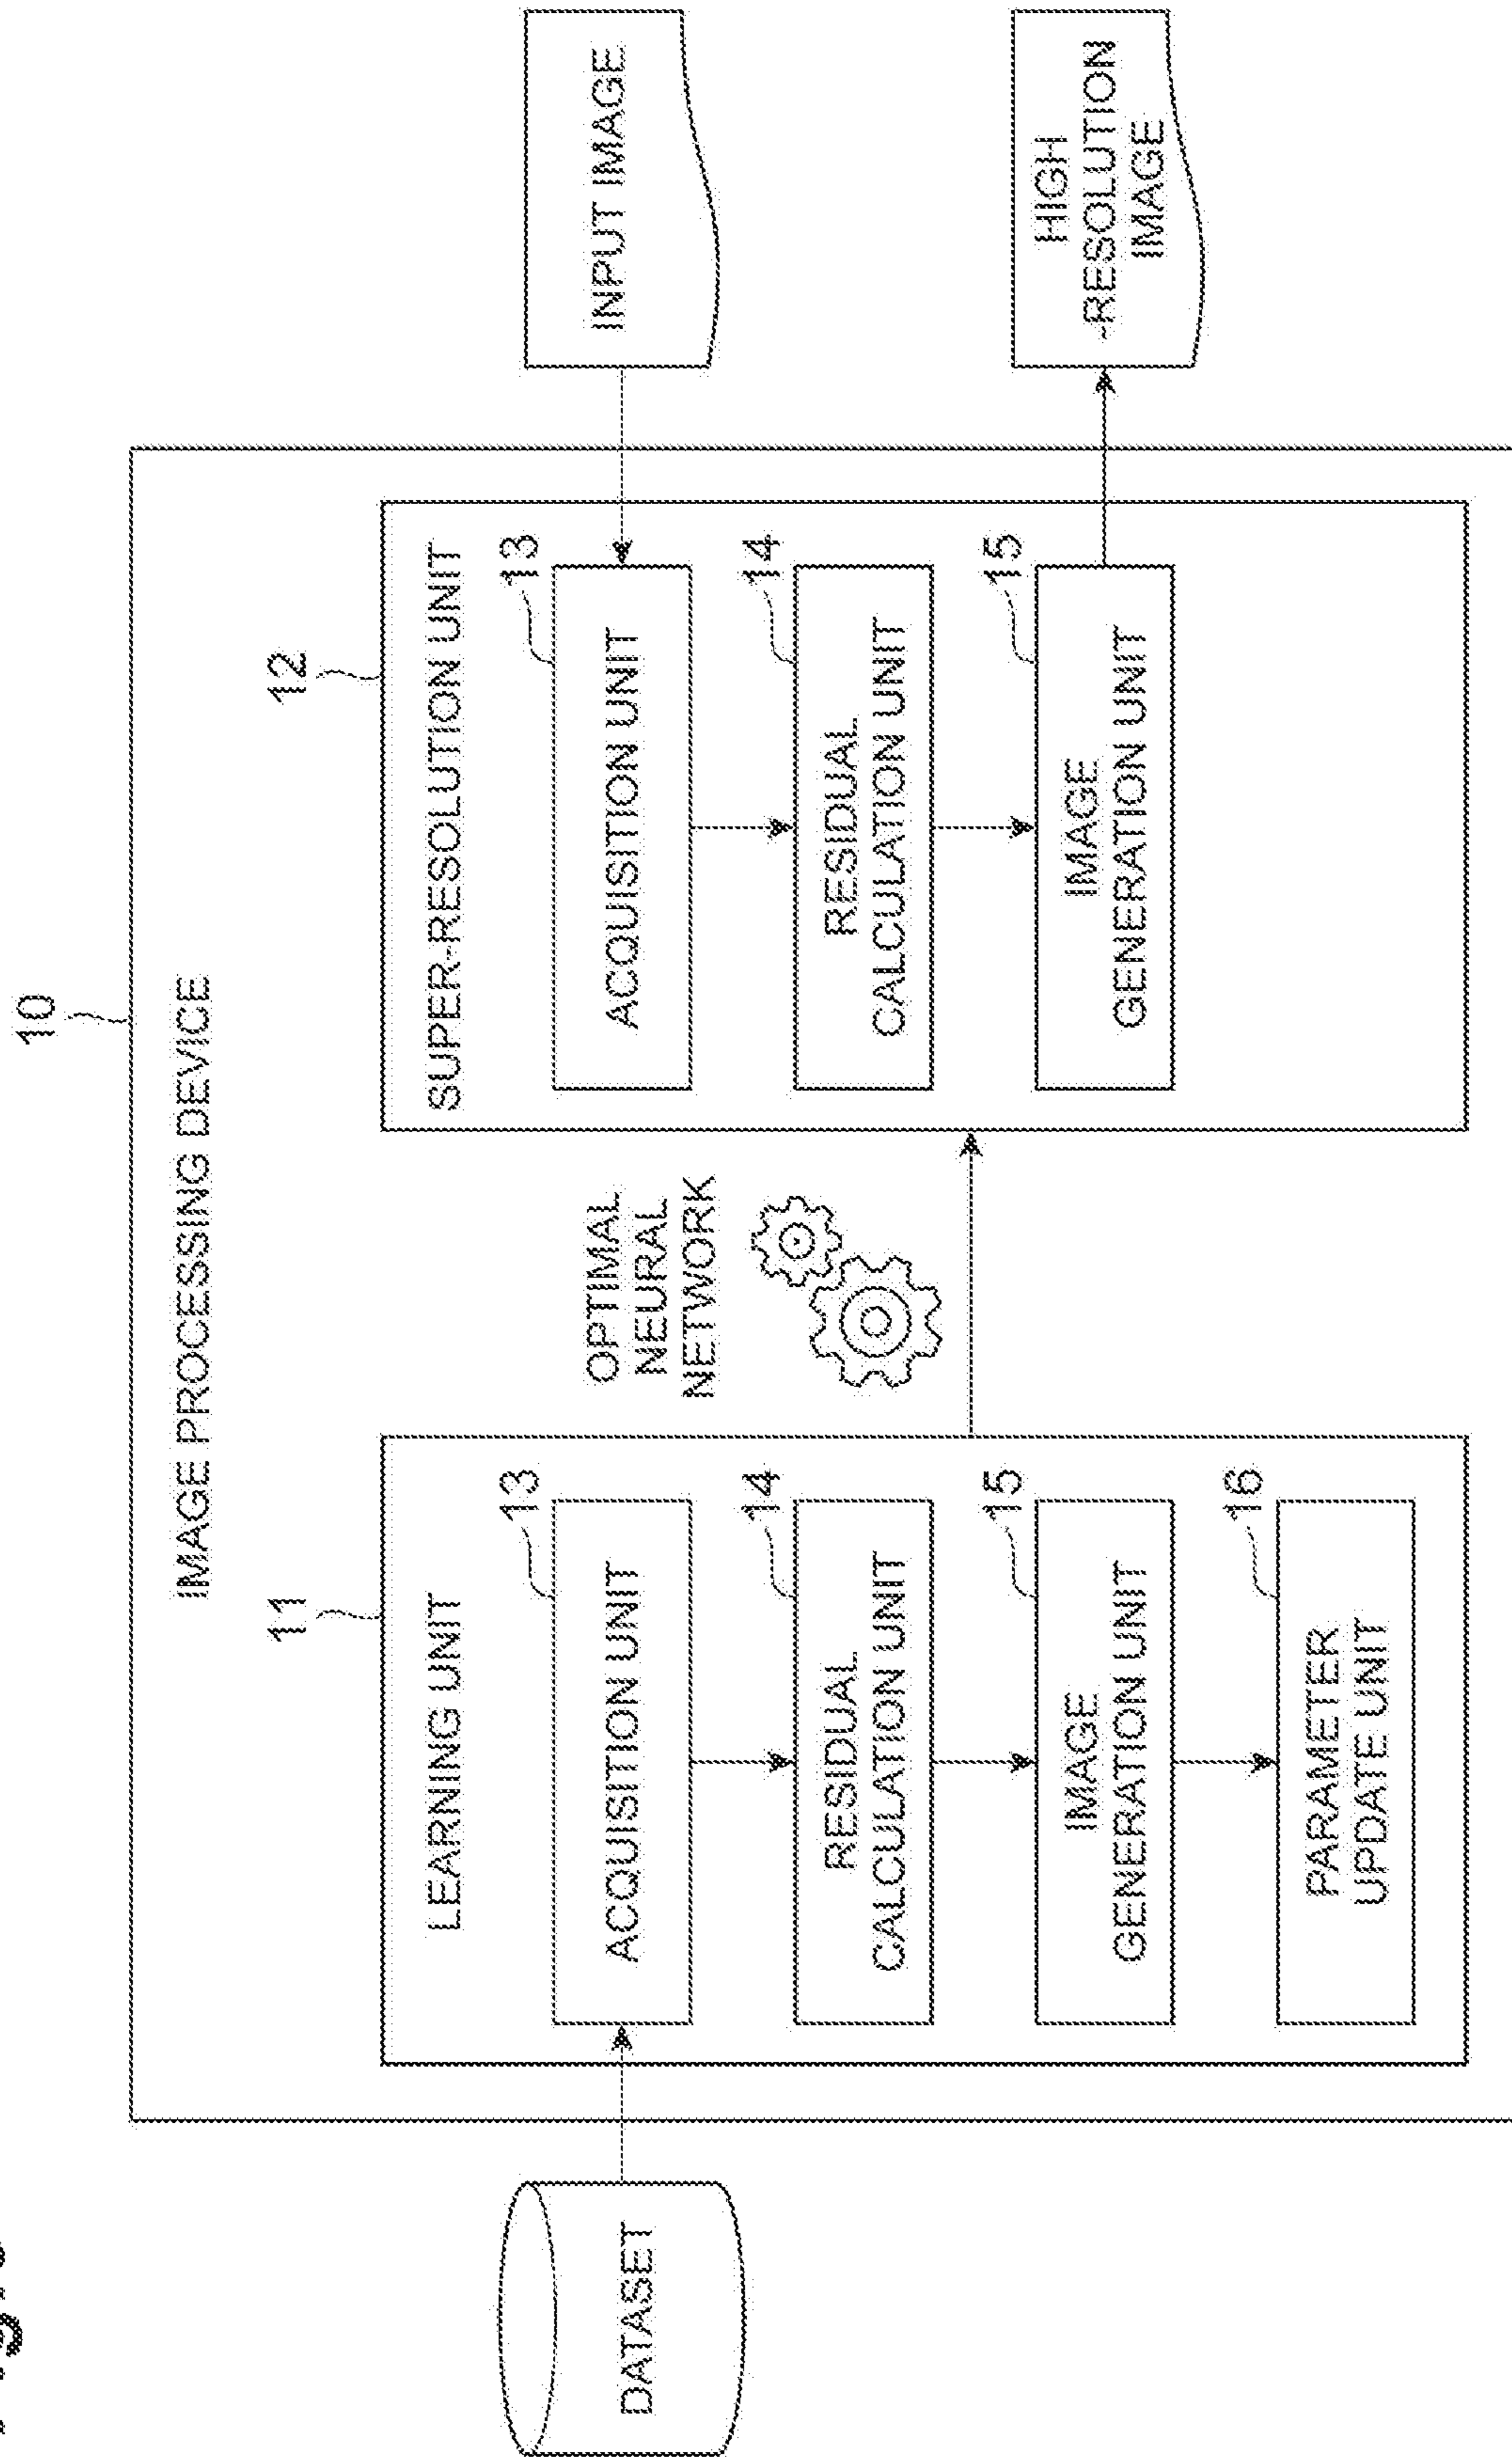 10
IMAGE PROCESSING DEVICE
DATASET
11
LEARNING UNIT
13
ACQUISITION UNIT
14
RESIDUAL
CALCULATION UNIT
15
IMAGE
GENERATION UNIT
16
PARAMETER
UPDATE UNIT
OPTIMAL
NEURAL
NETWORK
12
SUPER-RESOLUTION UNIT
13
ACQUISITION UNIT
14
RESIDUAL
CALCULATION UNIT
15
IMAGE
GENERATION UNIT
INPUT IMAGE
HIGH
-RESOLUTION
IMAGE